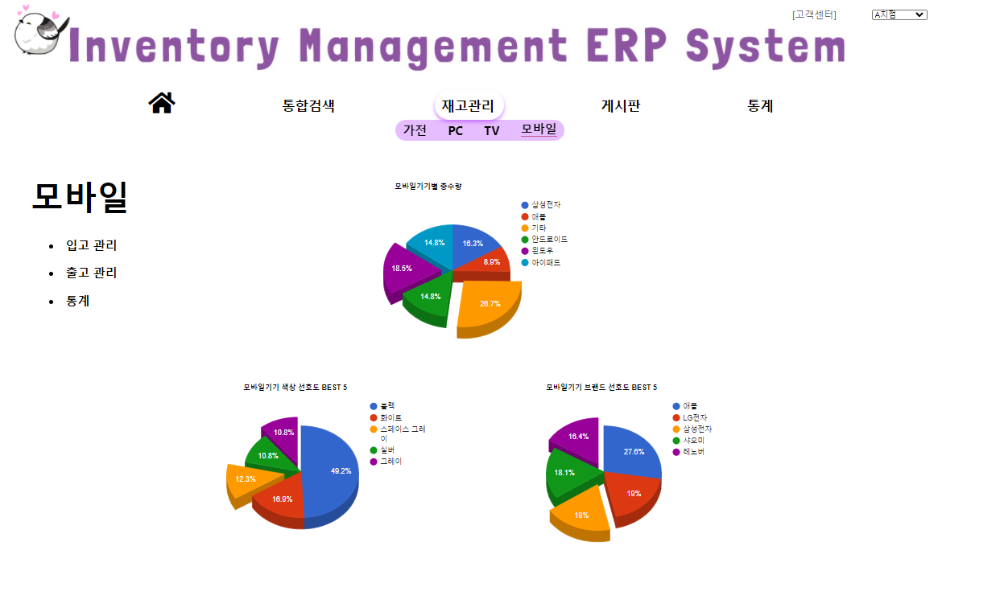 [고객센터] A지점
Inventory Management ERP System
통합검색 재고관리 게시판 통계
가전 PC TV 모바일
모바일
입고 관리
출고 관리
통계
모바일기기별 총수량
삼성전자
애플
기타
안드로이드
윈도우
아이패드
14.8% 16.3%
8.9%
18.5%
14.8% 26.7%
모바일기기 색상 선호도 BEST 5
블랙
화이트
스페이스 그레
이
실버
그레이
10.8%
10.8% 49.2%
12.3%
16.9%
모바일기기 브랜드 선호도 BEST 5
애플
LG전자
삼성전자
샤오미
레노버
16.4%
27.6%
18.1%
19%
19%